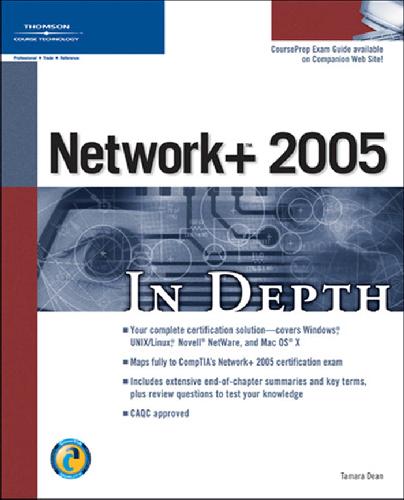 THOMSON
COURSE TECHNOLOGY
Professional • Trade • Reference
CoursePrep Exam Guide available
on Companion Web Site!
Network+™ 2005
IN DEPTH
Your complete certification solution—covers Windows®,
UNIX/Linux®, Novell® NetWare, and Mac OS® X
Maps fully to CompTIA's Network+ 2005 certification exam
Includes extensive end-of-chapter summaries and key terms,
plus review questions to test your knowledge
CAQC approved
Tamara Dean